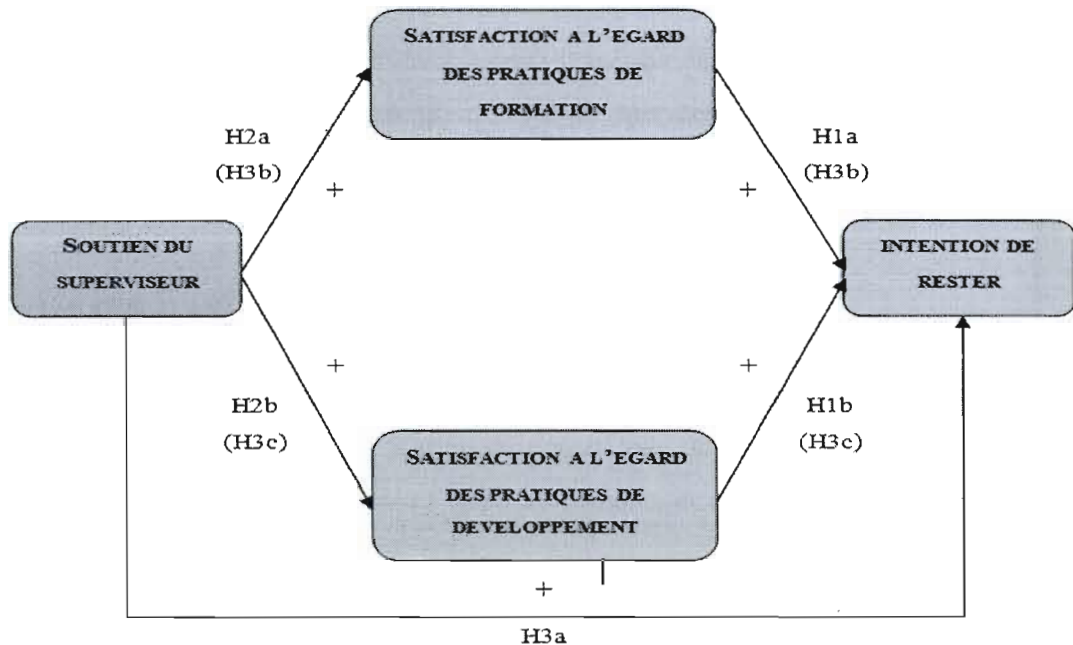 SATISFACTION A L'EGARD
DES PRATIQUES DE
FORMATION
H2a
(H3b)
+
+
H1a
(H3b)
SOUTIEN DU
SUPERVISEUR
INTENTION DE
RESTER
+
+
H2b
(H3c)
H1b
(H3c)
SATISFACTION A L'EGARD
DES PRATIQUES DE
DEVELOPPEMENT
+
H3a